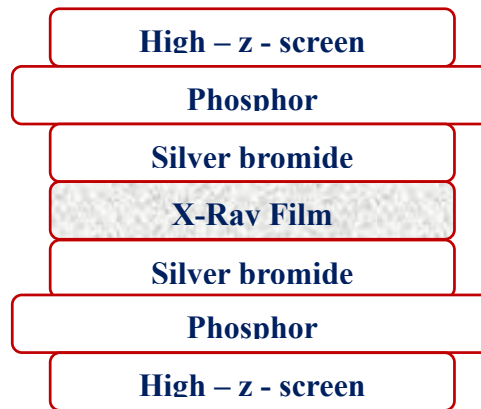 High – z - screen
Phosphor
Silver bromide
X-Ray Film
Silver bromide
Phosphor
High – z - screen